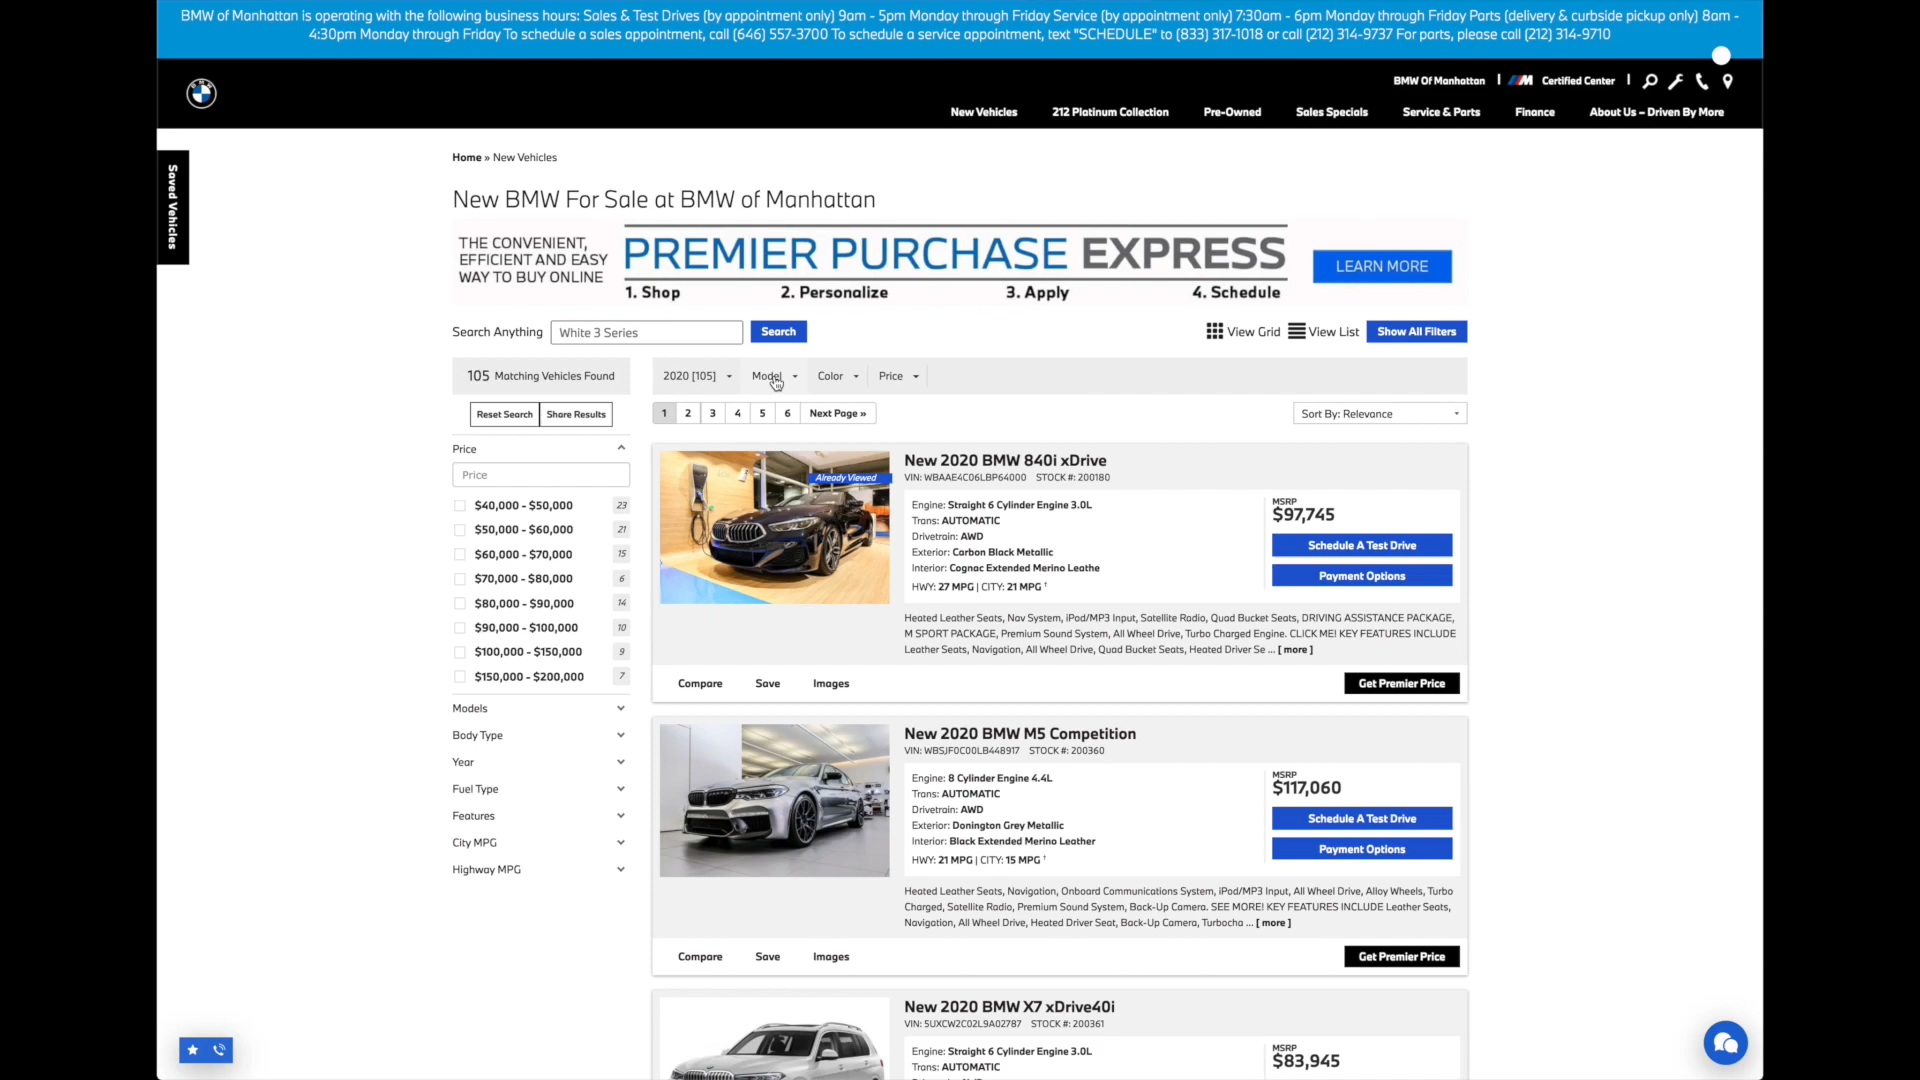 BMW of Manhattan is operating with the following business hours: Sales & Test Drives (by appointment only) 9am - 5pm Monday through Friday Service (by appointment only) 7:30am - 6pm Monday through Friday Parts (delivery & curbside pickup only) 8am -
4:30pm Monday through Friday To schedule a sales appointment, call (646) 557-3700 To schedule a service appointment, text "SCHEDULE" to (833) 317-1018 or call (212) 314-9737 For parts, please call (212) 314-9710
BMW Of Manhattan | M Certified Center |
New Vehicles 212 Platinum Collection Pre-Owned Sales Specials Service & Parts Finance About Us – Driven By More
Saved Vehicles
Home » New Vehicles
New BMW For Sale at BMW of Manhattan
THE CONVENIENT,
EFFICIENT AND EASY
WAY TO BUY ONLINE
PREMIER PURCHASE EXPRESS
1. Shop 2. Personalize 3. Apply 4. Schedule
LEARN MORE
Search Anything White 3 Series Search View Grid View List Show All Filters
105 Matching Vehicles Found
2020 [105] Model Color Price
Reset Search Share Results
1 2 3 4 5 6 Next Page » Sort By: Relevance
Price
Price
$40,000 - $50,000 23
$50,000 - $60,000 21
$60,000 - $70,000 15
$70,000 - $80,000 6
$80,000 - $90,000 14
$90,000 - $100,000 10
$100,000 - $150,000 9
$150,000 - $200,000 7
Models
Body Type
Year
Fuel Type
Features
City MPG
Highway MPG
Already Viewed
New 2020 BMW 840i xDrive
VIN: WBAAE4C06LBP64000 STOCK #: 200180
Engine: Straight 6 Cylinder Engine 3.0L
Trans: AUTOMATIC
Drivetrain: AWD
Exterior: Carbon Black Metallic
Interior: Cognac Extended Merino Leathe
HWY: 27 MPG | CITY: 21 MPG †
MSRP
$97,745
Schedule A Test Drive
Payment Options
Heated Leather Seats, Nav System, iPod/MP3 Input, Satellite Radio, Quad Bucket Seats, DRIVING ASSISTANCE PACKAGE,
M SPORT PACKAGE, Premium Sound System, All Wheel Drive, Turbo Charged Engine. CLICK ME! KEY FEATURES INCLUDE
Leather Seats, Navigation, All Wheel Drive, Quad Bucket Seats, Heated Driver Se ... [ more ]
Compare Save Images Get Premier Price
New 2020 BMW M5 Competition
VIN: WBSJF0C00LB448917 STOCK #: 200360
Engine: 8 Cylinder Engine 4.4L
Trans: AUTOMATIC
Drivetrain: AWD
Exterior: Donington Grey Metallic
Interior: Black Extended Merino Leather
HWY: 21 MPG | CITY: 15 MPG †
MSRP
$117,060
Schedule A Test Drive
Payment Options
Heated Leather Seats, Navigation, Onboard Communications System, iPod/MP3 Input, All Wheel Drive, Alloy Wheels, Turbo
Charged, Satellite Radio, Premium Sound System, Back-Up Camera. SEE MORE! KEY FEATURES INCLUDE Leather Seats,
Navigation, All Wheel Drive, Heated Driver Seat, Back-Up Camera, Turbocha ... [ more ]
Compare Save Images Get Premier Price
New 2020 BMW X7 xDrive40i
VIN: 5UXCW2C02L9A02787 STOCK #: 200361
Engine: Straight 6 Cylinder Engine 3.0L
Trans: AUTOMATIC
MSRP
$83,945